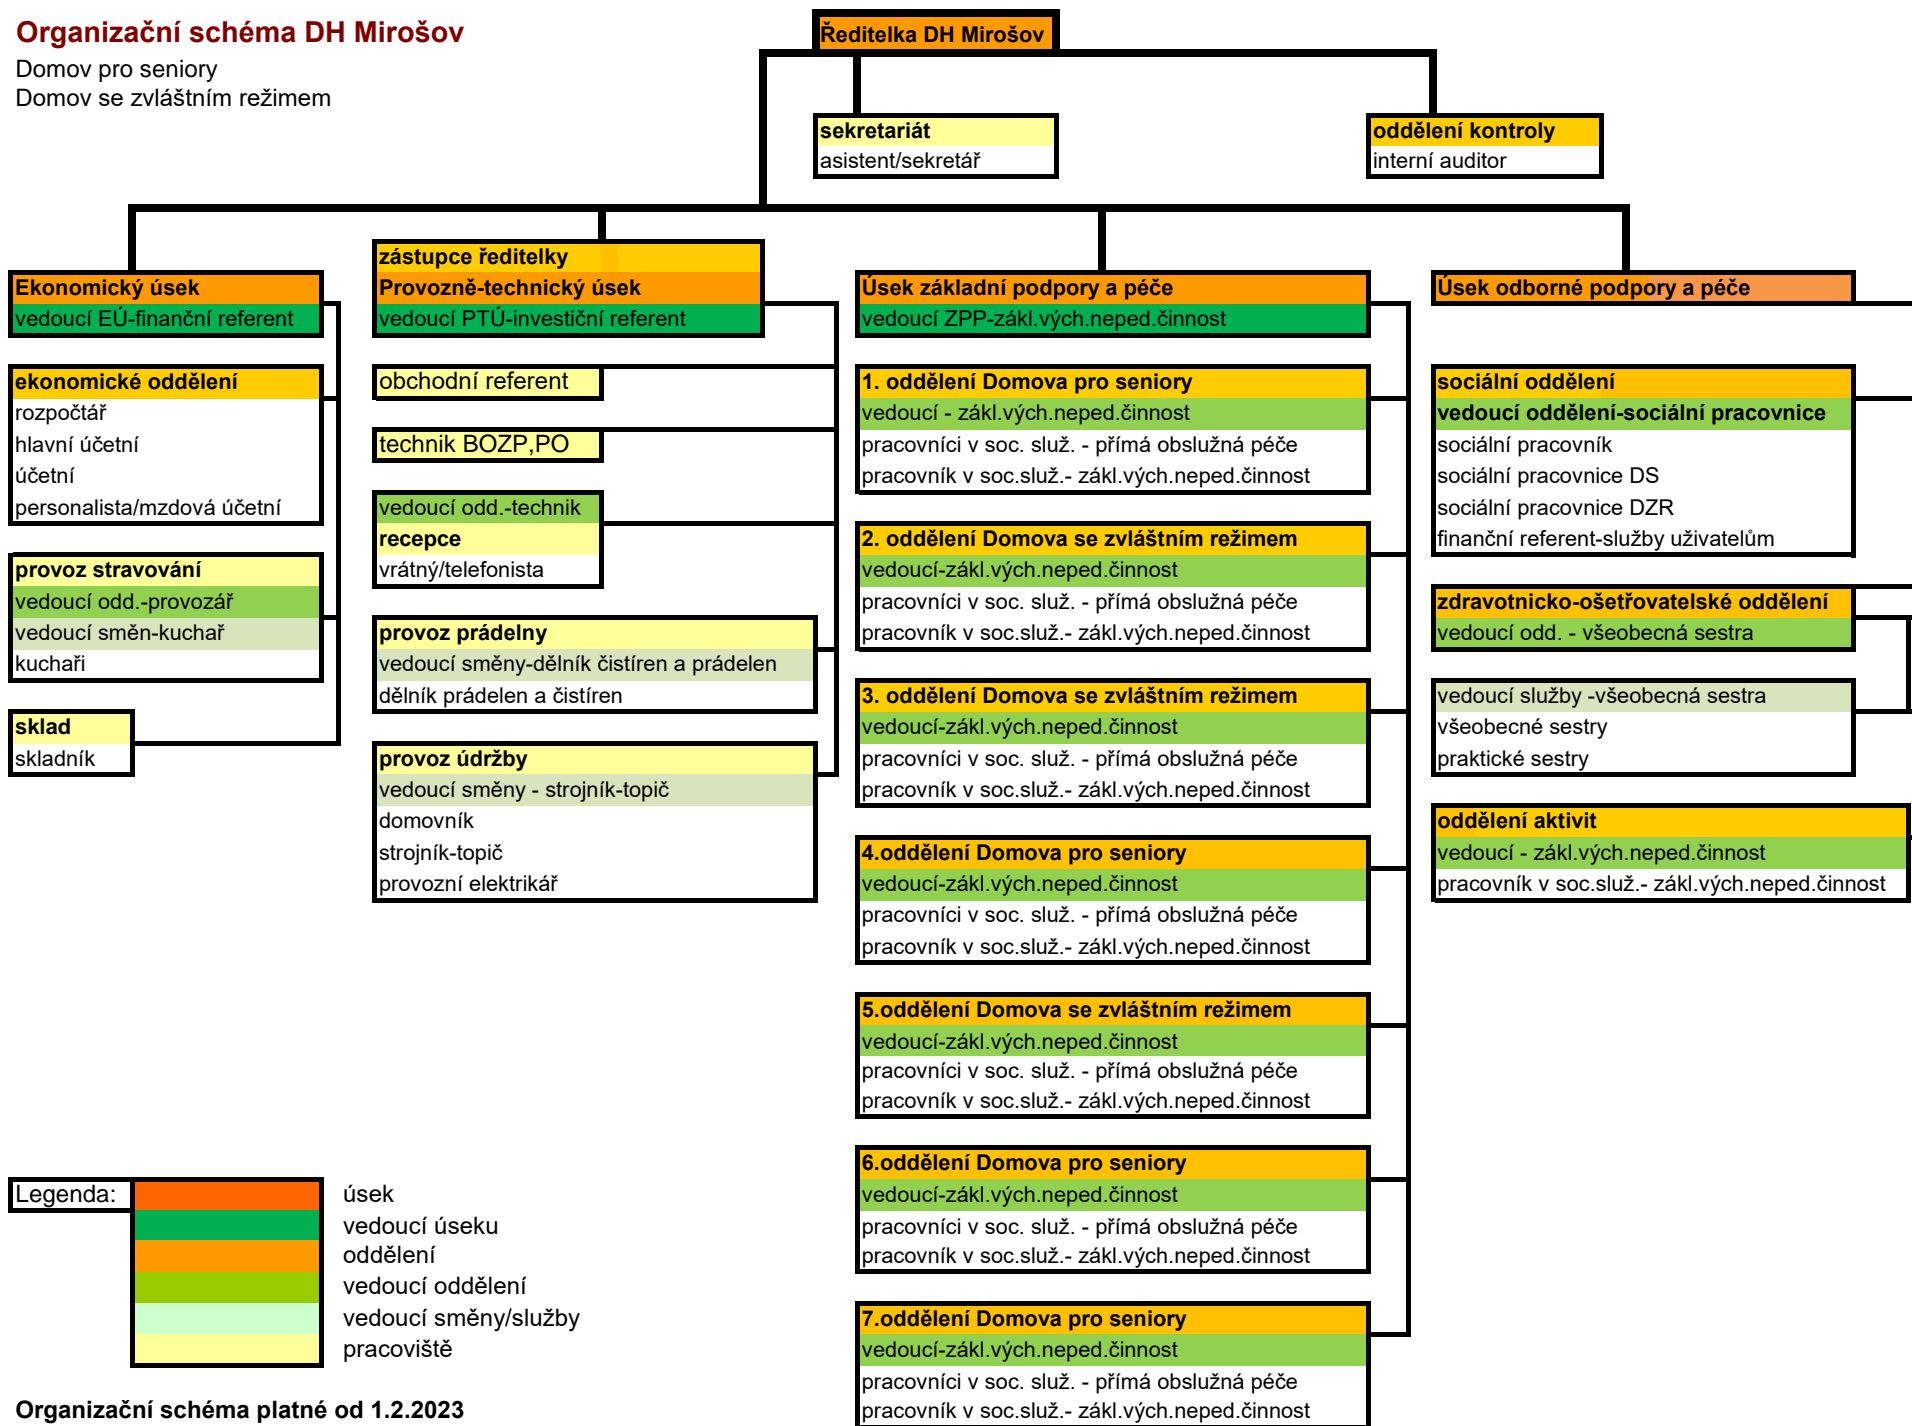 Organizační schéma DH Mirošov
Domov pro seniory
Domov se zvláštním režimem
Ředitelka DH Mirošov
sekretariát
asistent/sekretář
oddělení kontroly
interní auditor
Ekonomický úsek
vedoucí EÚ-finanční referent
ekonomické oddělení
rozpočtář
hlavní účetní
účetní
personalista/mzdová účetní
provoz stravování
vedoucí odd.-provozář
vedoucí směn-kuchař
kuchaři
sklad
skladník
zástupce ředitelky
Provozně-technický úsek
vedoucí PTÚ-investiční referent
obchodní referent
technik BOZP,PO
vedoucí odd.-technik
recepce
vrátný/telefonista
provoz prádelny
vedoucí směny-dělník čistíren a prádelen
dělník prádelen a čistíren
provoz údržby
vedoucí směny - strojník-topič
domovník
strojník-topič
provozní elektrikář
Úsek základní podpory a péče
vedoucí ZPP-zákl.vých.neped.činnost
1. oddělení Domova pro seniory
vedoucí - zákl.vých.neped.činnost
pracovníci v soc. služ. - přímá obslužná péče
pracovník v soc.služ.- zákl.vých.neped.činnost
2. oddělení Domova se zvláštním režimem
vedoucí-zákl.vých.neped.činnost
pracovníci v soc. služ. - přímá obslužná péče
pracovník v soc.služ.- zákl.vých.neped.činnost
3. oddělení Domova se zvláštním režimem
vedoucí-zákl.vých.neped.činnost
pracovníci v soc. služ. - přímá obslužná péče
pracovník v soc.služ.- zákl.vých.neped.činnost
4.oddělení Domova pro seniory
vedoucí-zákl.vých.neped.činnost
pracovníci v soc. služ. - přímá obslužná péče
pracovník v soc.služ.- zákl.vých.neped.činnost
5.oddělení Domova se zvláštním režimem
vedoucí-zákl.vých.neped.činnost
pracovníci v soc. služ. - přímá obslužná péče
pracovník v soc.služ.- zákl.vých.neped.činnost
6.oddělení Domova pro seniory
vedoucí-zákl.vých.neped.činnost
pracovníci v soc. služ. - přímá obslužná péče
pracovník v soc.služ.- zákl.vých.neped.činnost
7.oddělení Domova pro seniory
vedoucí-zákl.vých.neped.činnost
pracovníci v soc. služ. - přímá obslužná péče
pracovník v soc.služ.- zákl.vých.neped.činnost
Úsek odborné podpory a péče
sociální oddělení
vedoucí oddělení-sociální pracovnice
sociální pracovník
sociální pracovnice DS
sociální pracovnice DZR
finanční referent-služby uživatelům
zdravotnicko-ošetřovatelské oddělení
vedoucí odd. - všeobecná sestra
vedoucí služby -všeobecná sestra
všeobecné sestry
praktické sestry
oddělení aktivit
vedoucí - zákl.vých.neped.činnost
pracovník v soc.služ.- zákl.vých.neped.činnost
Legenda:
úsek
vedoucí úseku
oddělení
vedoucí oddělení
vedoucí směny/služby
pracoviště
Organizační schéma platné od 1.2.2023